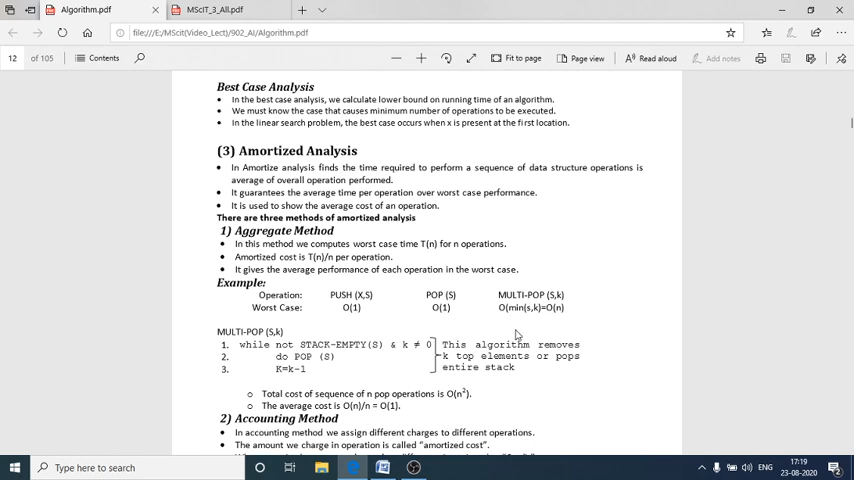 Algorithm.pdf
MScIT_3_All.pdf
file:///E:/MScit(Video_Lect)/902_AI/Algorithm.pdf
12 of 105
Contents
Fit to page
Page view
Read aloud
Add notes
Best Case Analysis
• In the best case analysis, we calculate lower bound on running time of an algorithm.
• We must know the case that causes minimum number of operations to be executed.
• In the linear search problem, the best case occurs when x is present at the first location.
(3) Amortized Analysis
• In Amortize analysis finds the time required to perform a sequence of data structure operations is
average of overall operation performed.
• It guarantees the average time per operation over worst case performance.
• It is used to show the average cost of an operation.
There are three methods of amortized analysis
1) Aggregate Method
• In this method we computes worst case time T(n) for n operations.
• Amortized cost is T(n)/n per operation.
• It gives the average performance of each operation in the worst case.
Example:
Operation: PUSH (X,S) POP (S) MULTI-POP (S,k)
Worst Case: O(1) O(1) O(min(s,k)=O(n)
MULTI-POP (S,k)
1. while not STACK-EMPTY(S) & k ≠ 0 This algorithm removes
2. do POP (S) k top elements or pops
3. K=k-1 entire stack
o Total cost of sequence of n pop operations is O(n²).
o The average cost is O(n)/n = O(1).
2) Accounting Method
• In accounting method we assign different charges to different operations.
• The amount we charge in operation is called "amortized cost".
Type here to search
ENG
17:19
23-08-2020
2